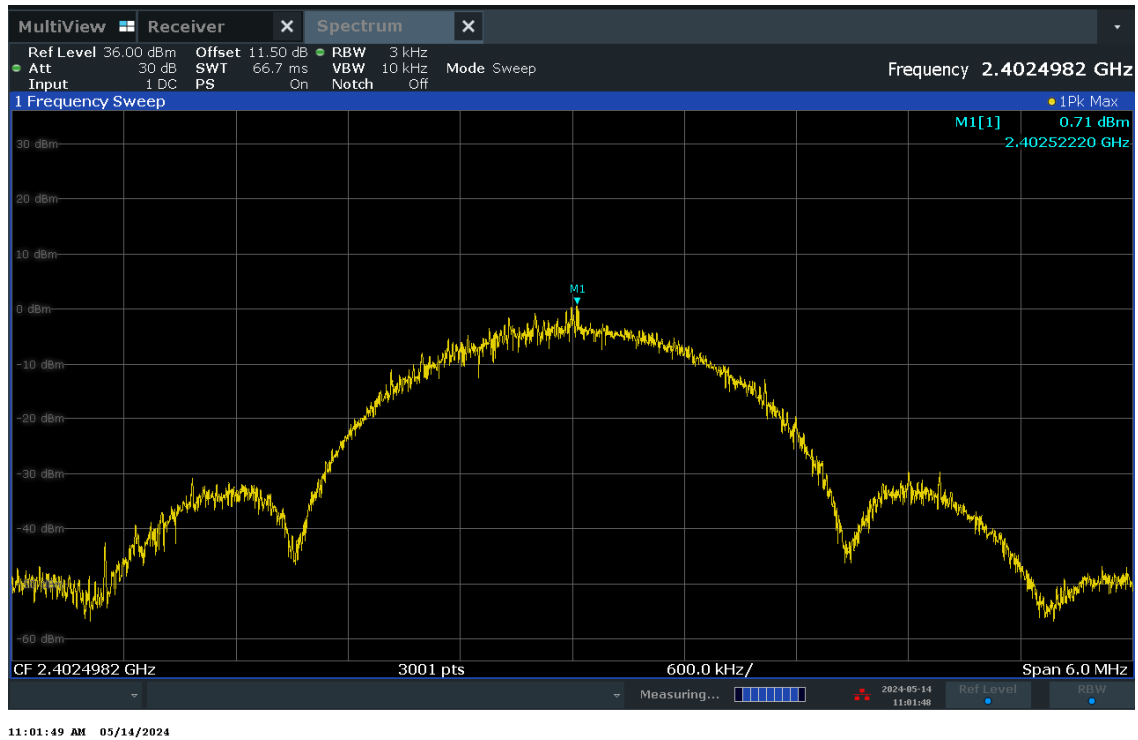 MultiView Receiver X Spectrum X
Ref Level 36.00 dBm Offset 11.50 dB RBW 3 kHz
Att 30 dB SWT 66.7 ms VBW 10 kHz Mode Sweep Frequency 2.4024982 GHz
Input 1 DC PS On Notch Off
1 Frequency Sweep 1Pk Max
M1[1] 0.71 dBm
2.40252220 GHz
30 dBm
20 dBm
10 dBm
M1
0 dBm
-10 dBm
-20 dBm
-30 dBm
-40 dBm
-60 dBm
CF 2.4024982 GHz 3001 pts 600.0 kHz/ Span 6.0 MHz
Measuring... 2024-05-14 Ref Level RBW
11:01:48
11:01:49 AM 05/14/2024